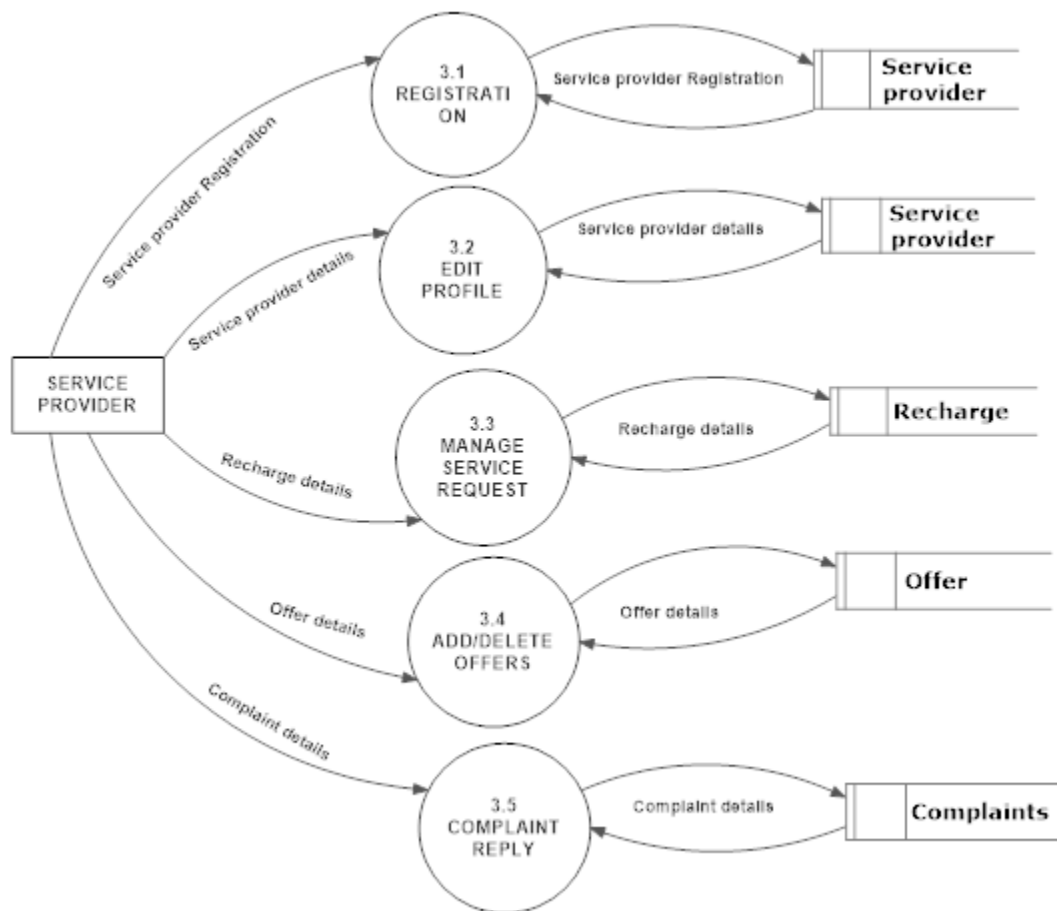 3.1
REGISTRATI
ON
Service provider Registration
Service
provider
Service provider Registration
3.2
EDIT
PROFILE
Service provider details
Service
provider
Service provider details
SERVICE
PROVIDER
3.3
MANAGE
SERVICE
REQUEST
Recharge details
Recharge
Recharge details
3.4
ADD/DELETE
OFFERS
Offer details
Offer
Offer details
3.5
COMPLAINT
REPLY
Complaint details
Complaints
Complaint details